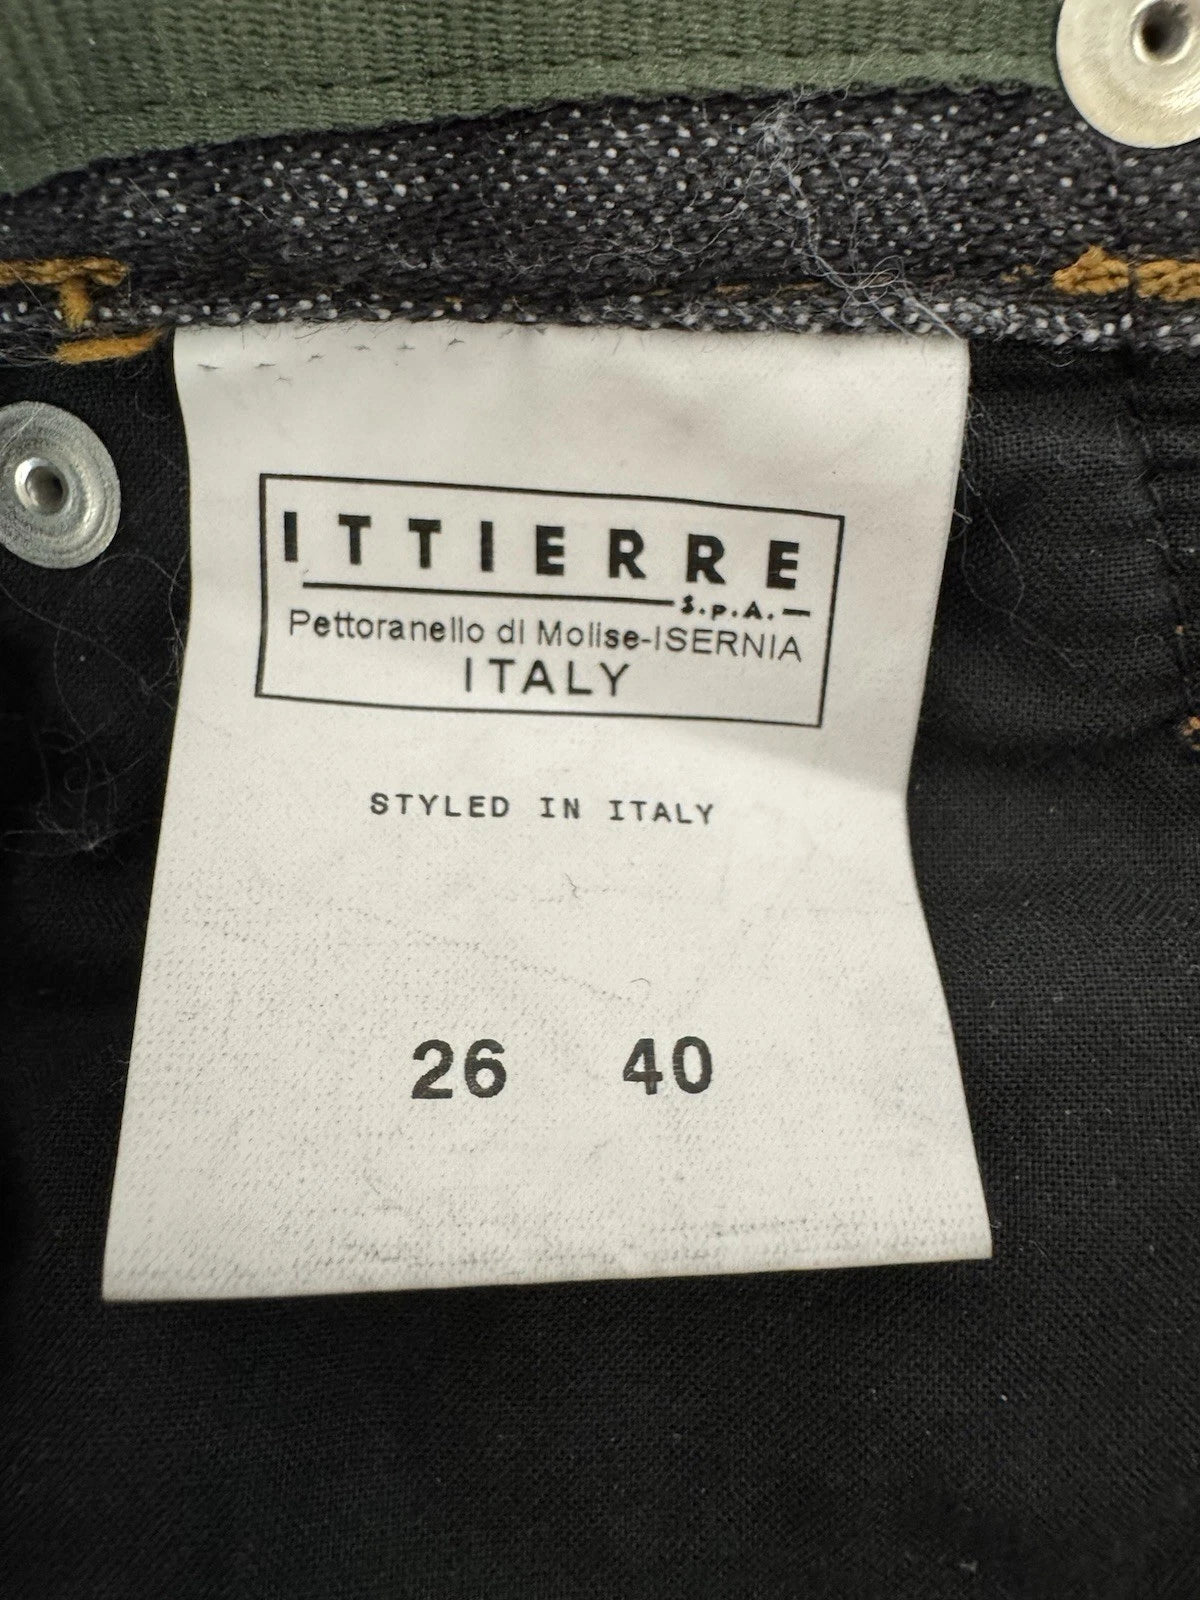 ITTIERRE
S.p.A.
Pettoranello di Molise-ISERNIA
ITALY
STYLED IN ITALY
26 40